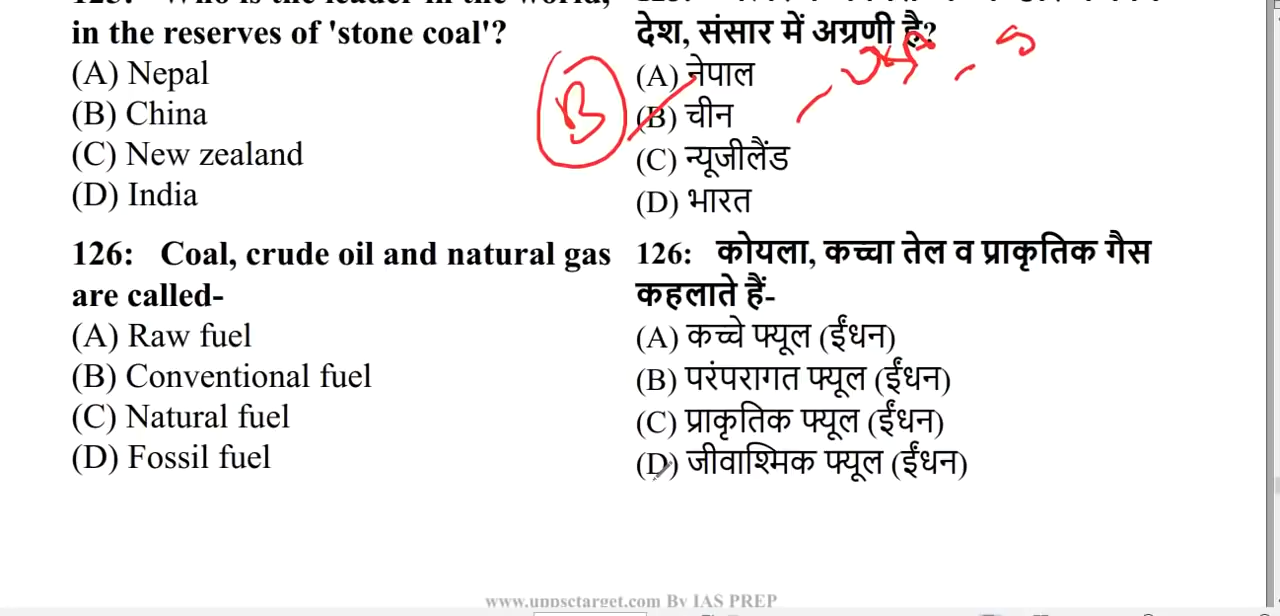 in the reserves of 'stone coal'?
(A) Nepal
(B) China
(C) New zealand
(D) India
126: Coal, crude oil and natural gas
are called-
(A) Raw fuel
(B) Conventional fuel
(C) Natural fuel
(D) Fossil fuel
देश, संसार में अग्रणी है?
(A) नेपाल
(B) चीन
(C) न्यूजीलैंड
(D) भारत
B
USA
126: कोयला, कच्चा तेल व प्राकृतिक गैस
कहलाते हैं-
(A) कच्चे फ्यूल (ईंधन)
(B) परंपरागत फ्यूल (ईंधन)
(C) प्राकृतिक फ्यूल (ईंधन)
(D) जीवाश्मिक फ्यूल (ईंधन)
www.uppsctarget.com By IAS PREP